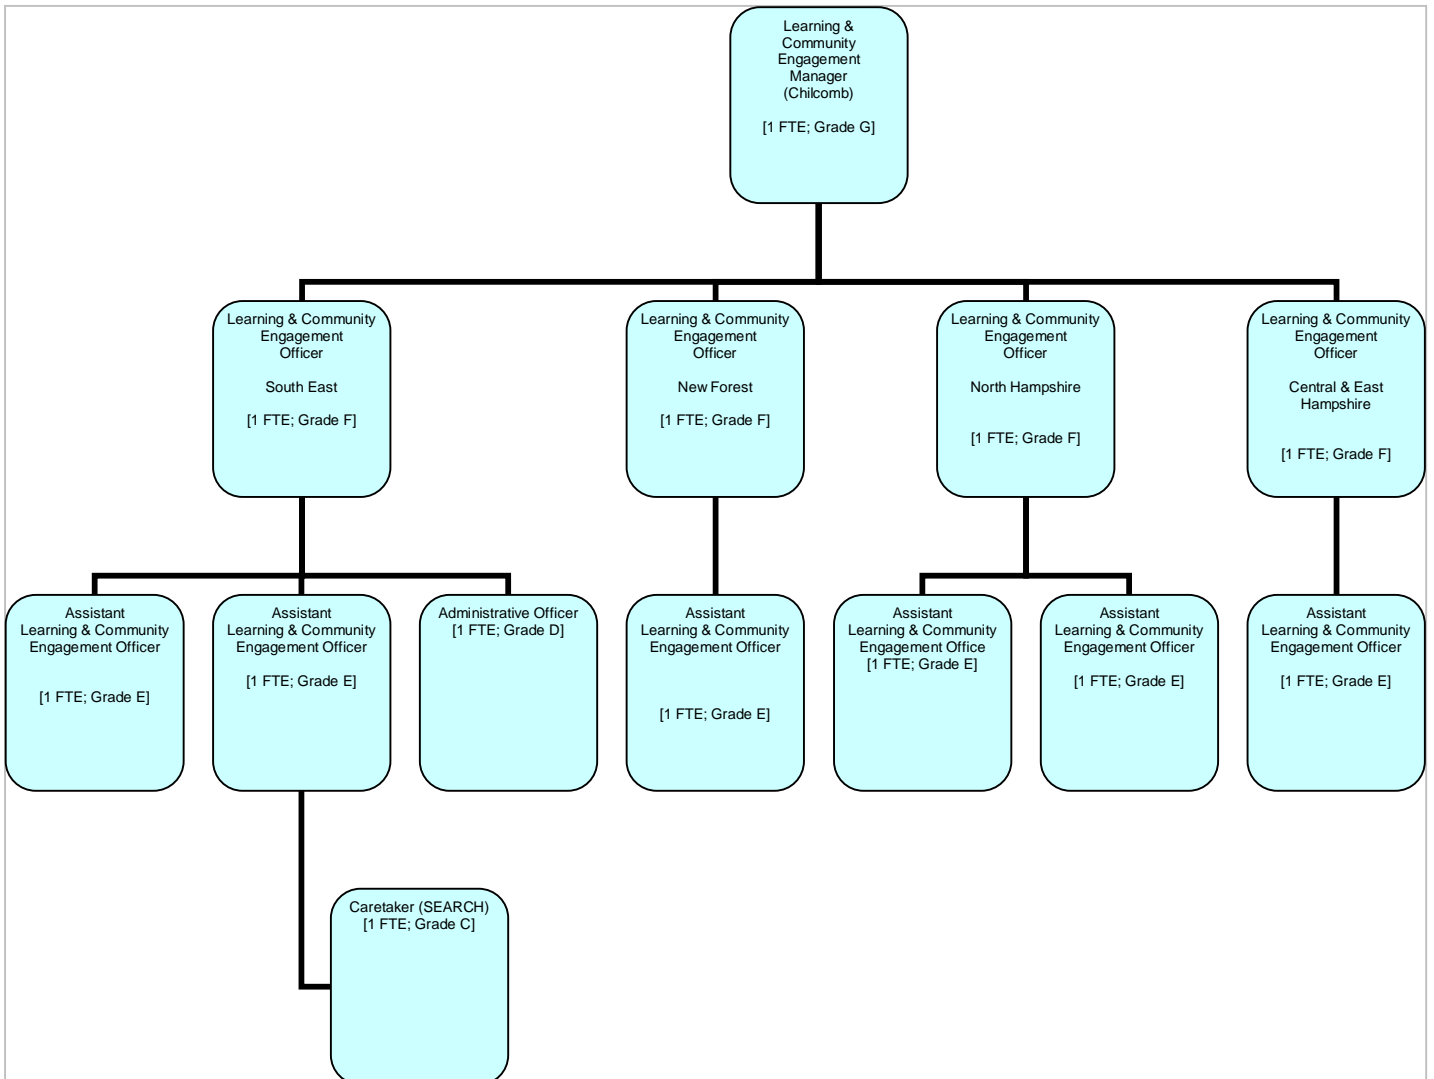 Learning &
Community
Engagement
Manager
(Chilcomb)
[1 FTE; Grade G]
Learning & Community
Engagement
Officer
South East
[1 FTE; Grade F]
Learning & Community
Engagement
Officer
New Forest
[1 FTE; Grade F]
Learning & Community
Engagement
Officer
North Hampshire
[1 FTE; Grade F]
Learning & Community
Engagement
Officer
Central & East
Hampshire
[1 FTE; Grade F]
Assistant
Learning & Community
Engagement Officer
[1 FTE; Grade E]
Assistant
Learning & Community
Engagement Officer
[1 FTE; Grade E]
Administrative Officer
[1 FTE; Grade D]
Assistant
Learning & Community
Engagement Officer
[1 FTE; Grade E]
Assistant
Learning & Community
Engagement Office
[1 FTE; Grade E]
Assistant
Learning & Community
Engagement Officer
[1 FTE; Grade E]
Assistant
Learning & Community
Engagement Officer
[1 FTE; Grade E]
Caretaker (SEARCH)
[1 FTE; Grade C]